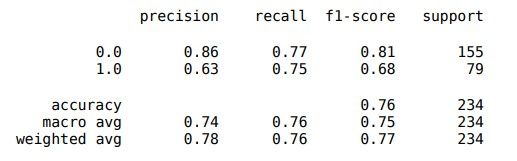 precision recall f1-score support
0.0 0.86 0.77 0.81 155
1.0 0.63 0.75 0.68 79
accuracy 0.76 234
macro avg 0.74 0.76 0.75 234
weighted avg 0.78 0.76 0.77 234